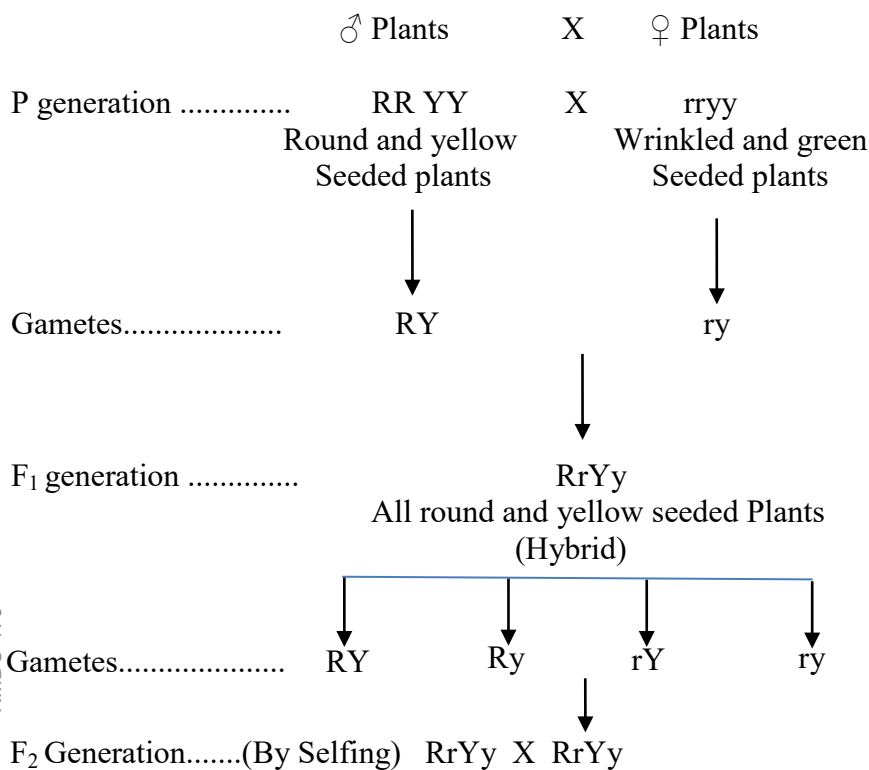 ♂ Plants X ♀ Plants
P generation .............. RR YY X rryy
Round and yellow Wrinkled and green
Seeded plants Seeded plants
Gametes.................... RY ry
F₁ generation .............. RrYy
All round and yellow seeded Plants
(Hybrid)
Gametes..................... RY Ry rY ry
F₂ Generation.......(By Selfing) RrYy X RrYy